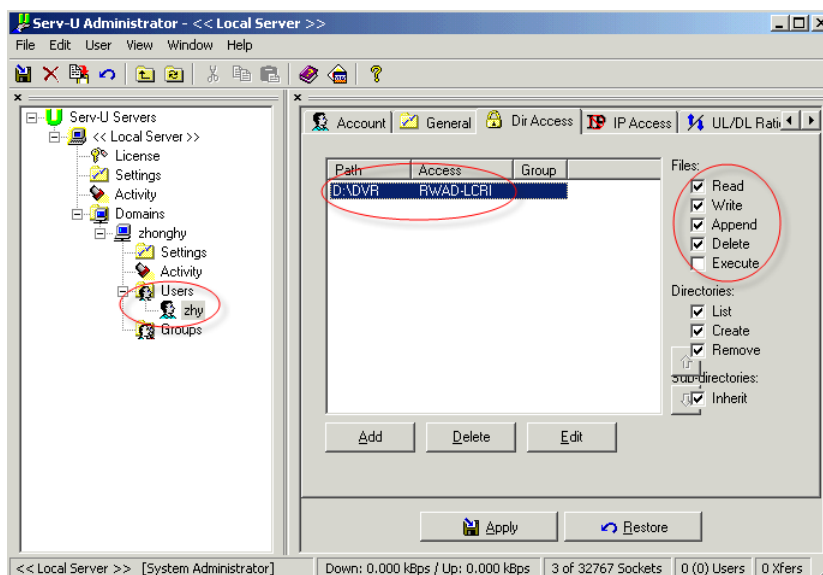 Serv-U Administrator - << Local Server >>
File Edit User View Window Help
Serv-U Servers
<< Local Server >>
License
Settings
Activity
Domains
zhonghy
Settings
Activity
Users
zhy
Groups
Account General Dir Access IP Access UL/DL Rati
Path Access Group
D:\DVR RWAD-LCRI
Files:
Read
Write
Append
Delete
Execute
Directories:
List
Create
Remove
Sub-directories:
Inherit
Add Delete Edit
Apply Restore
<< Local Server >> [System Administrator] Down: 0.000 kBps / Up: 0.000 kBps 3 of 32767 Sockets 0 (0) Users 0 Xfers